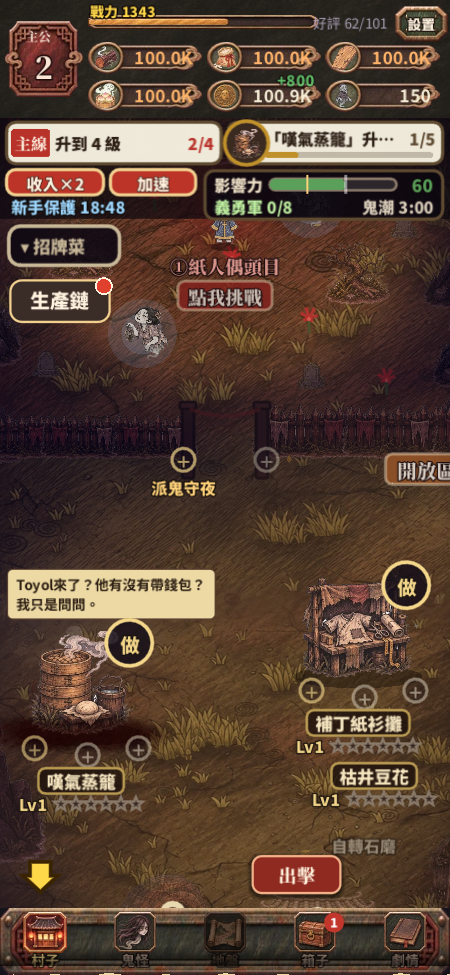 戰力 1343
好評 62/101
設置
主公
2
100.0K
100.0K
100.0K
+800
100.0K
100.9K
150
主線 升到 4 級 2/4
「嘆氣蒸籠」升… 1/5
收入×2
加速
影響力 60
新手保護 18:48
義勇軍 0/8
鬼潮 3:00
▼招牌菜
①紙人偶頭目
生產鏈
點我挑戰
派鬼守夜
開放區
Toyol來了？他有沒有帶錢包？
我只是問問。
做
做
補丁紙衫攤
Lv1
嘆氣蒸籠
Lv1
枯井豆花
Lv1
自轉石磨
出擊
1
村子
鬼怪
地盤
箱子
劇情